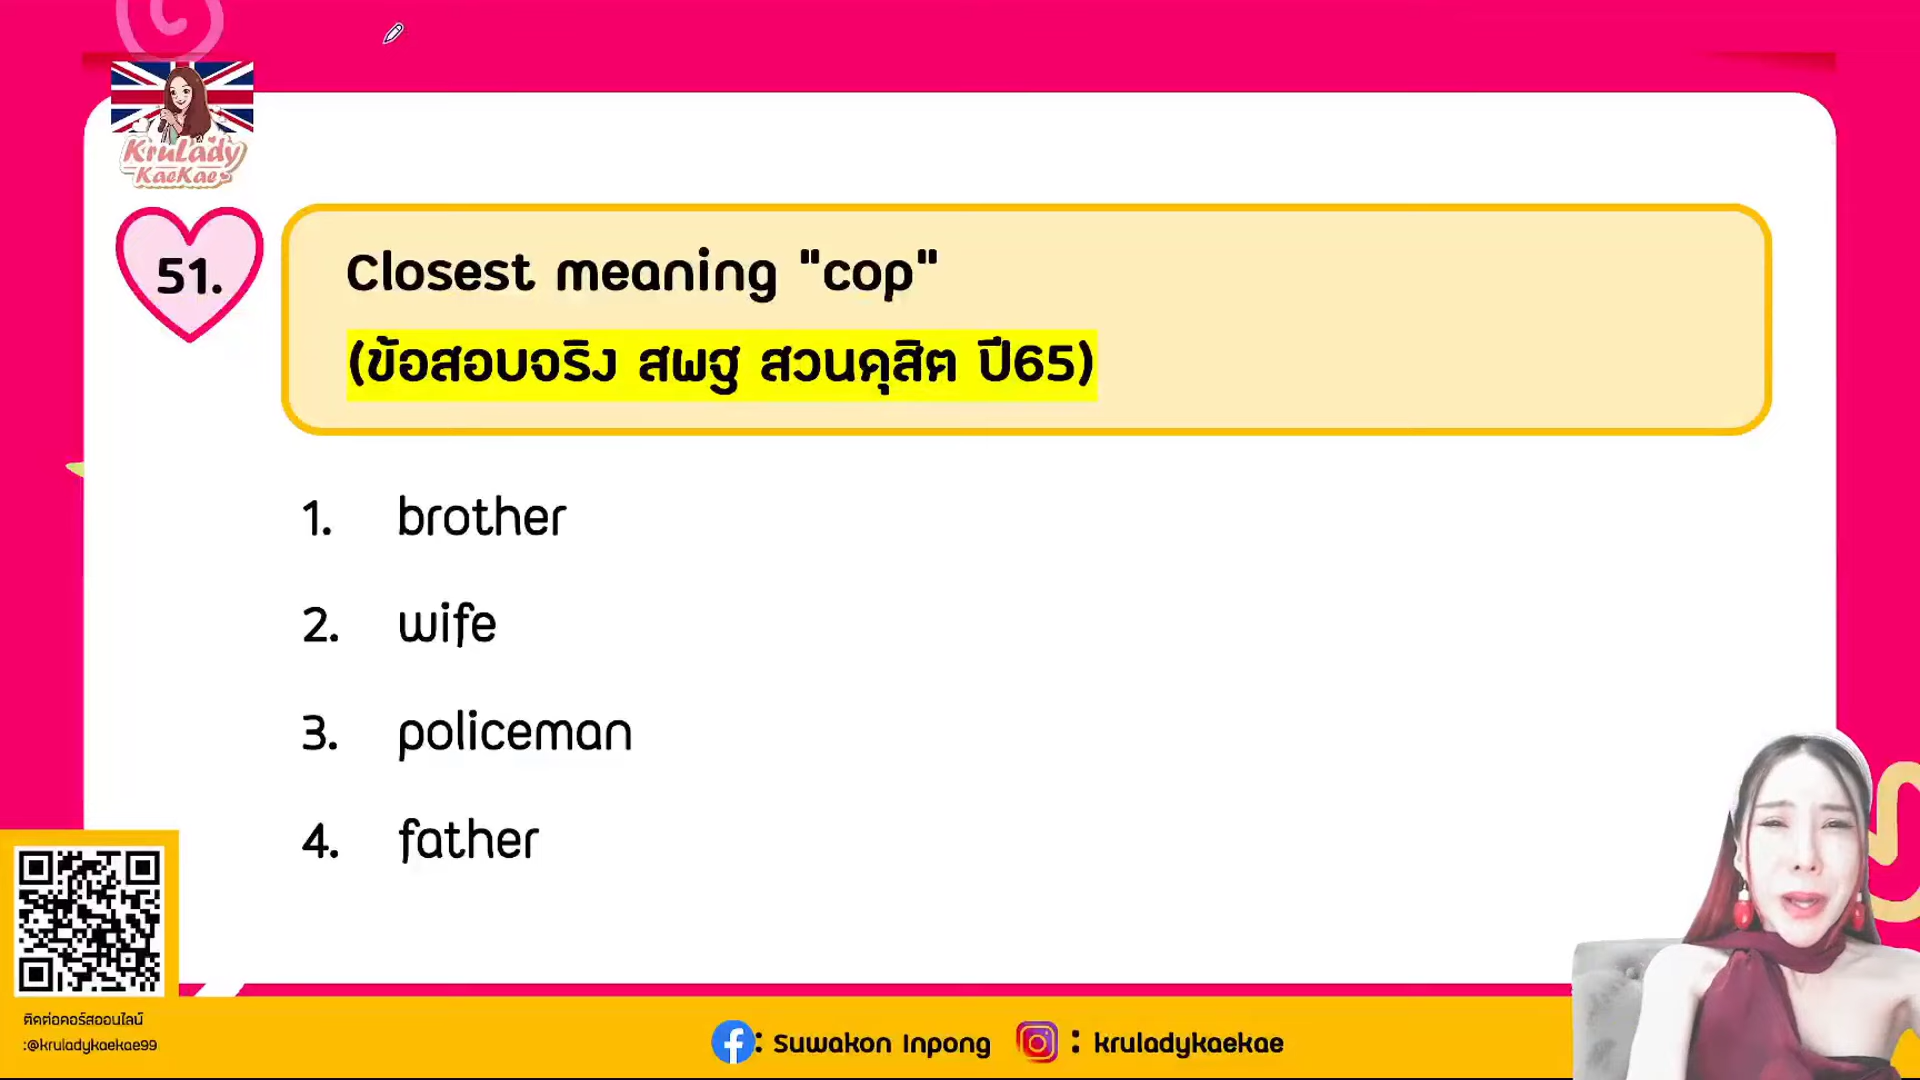 KruLady
KaeKae
51.
Closest meaning "cop"
(ข้อสอบจริง สพฐ สวนดุสิต ปี65)
1. brother
2. wife
3. policeman
4. father
ติดต่อคอร์สออนไลน์
:@kruladykaekae99
: Suwakon Inpong
: kruladykaekae